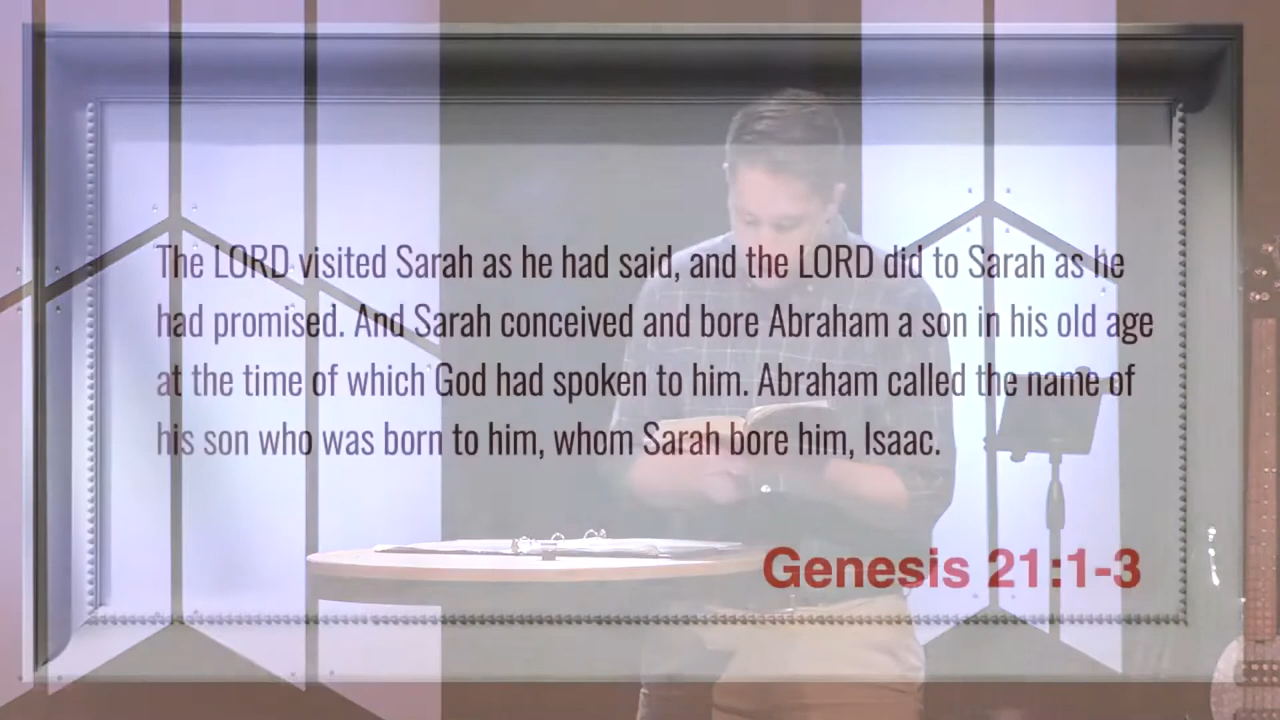 The LORD visited Sarah as he had said, and the LORD did to Sarah as he
had promised. And Sarah conceived and bore Abraham a son in his old age
at the time of which God had spoken to him. Abraham called the name of
his son who was born to him, whom Sarah bore him, Isaac.
Genesis 21:1-3